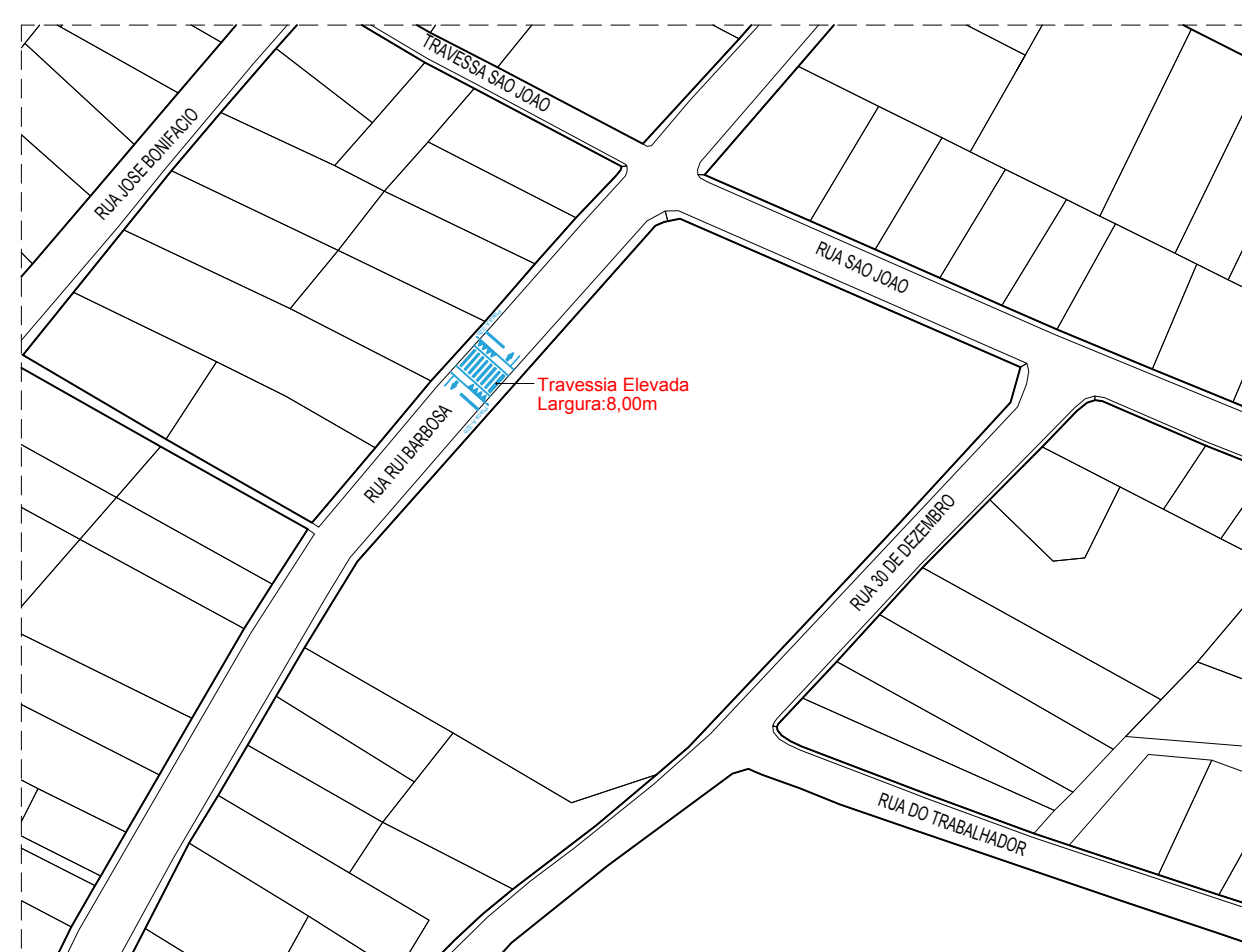 TRAVESSA SAO JOAO
RUA JOSE BONIFACIO
RUA SAO JOAO
Travessia Elevada
Largura:8,00m
RUA RUI BARBOSA
RUA 30 DE DEZEMBRO
RUA DO TRABALHADOR